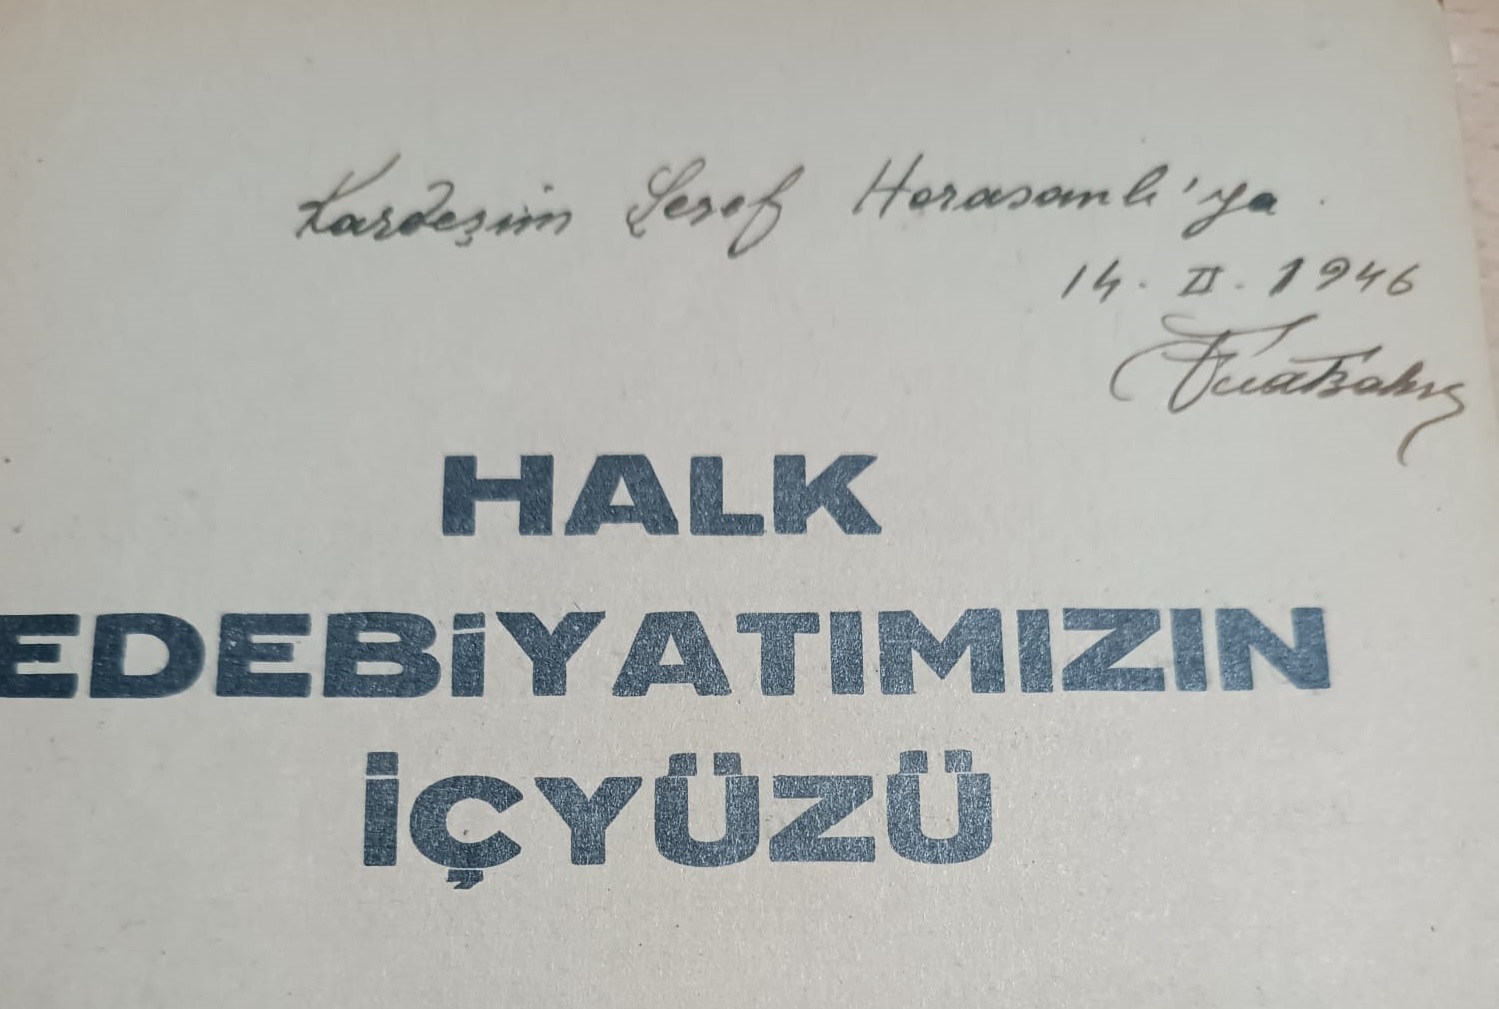 Kardeşim Şeref Horasanlı'ya.
14. II. 1946
HALK
EDEBİYATIMIZIN
İÇYÜZÜ